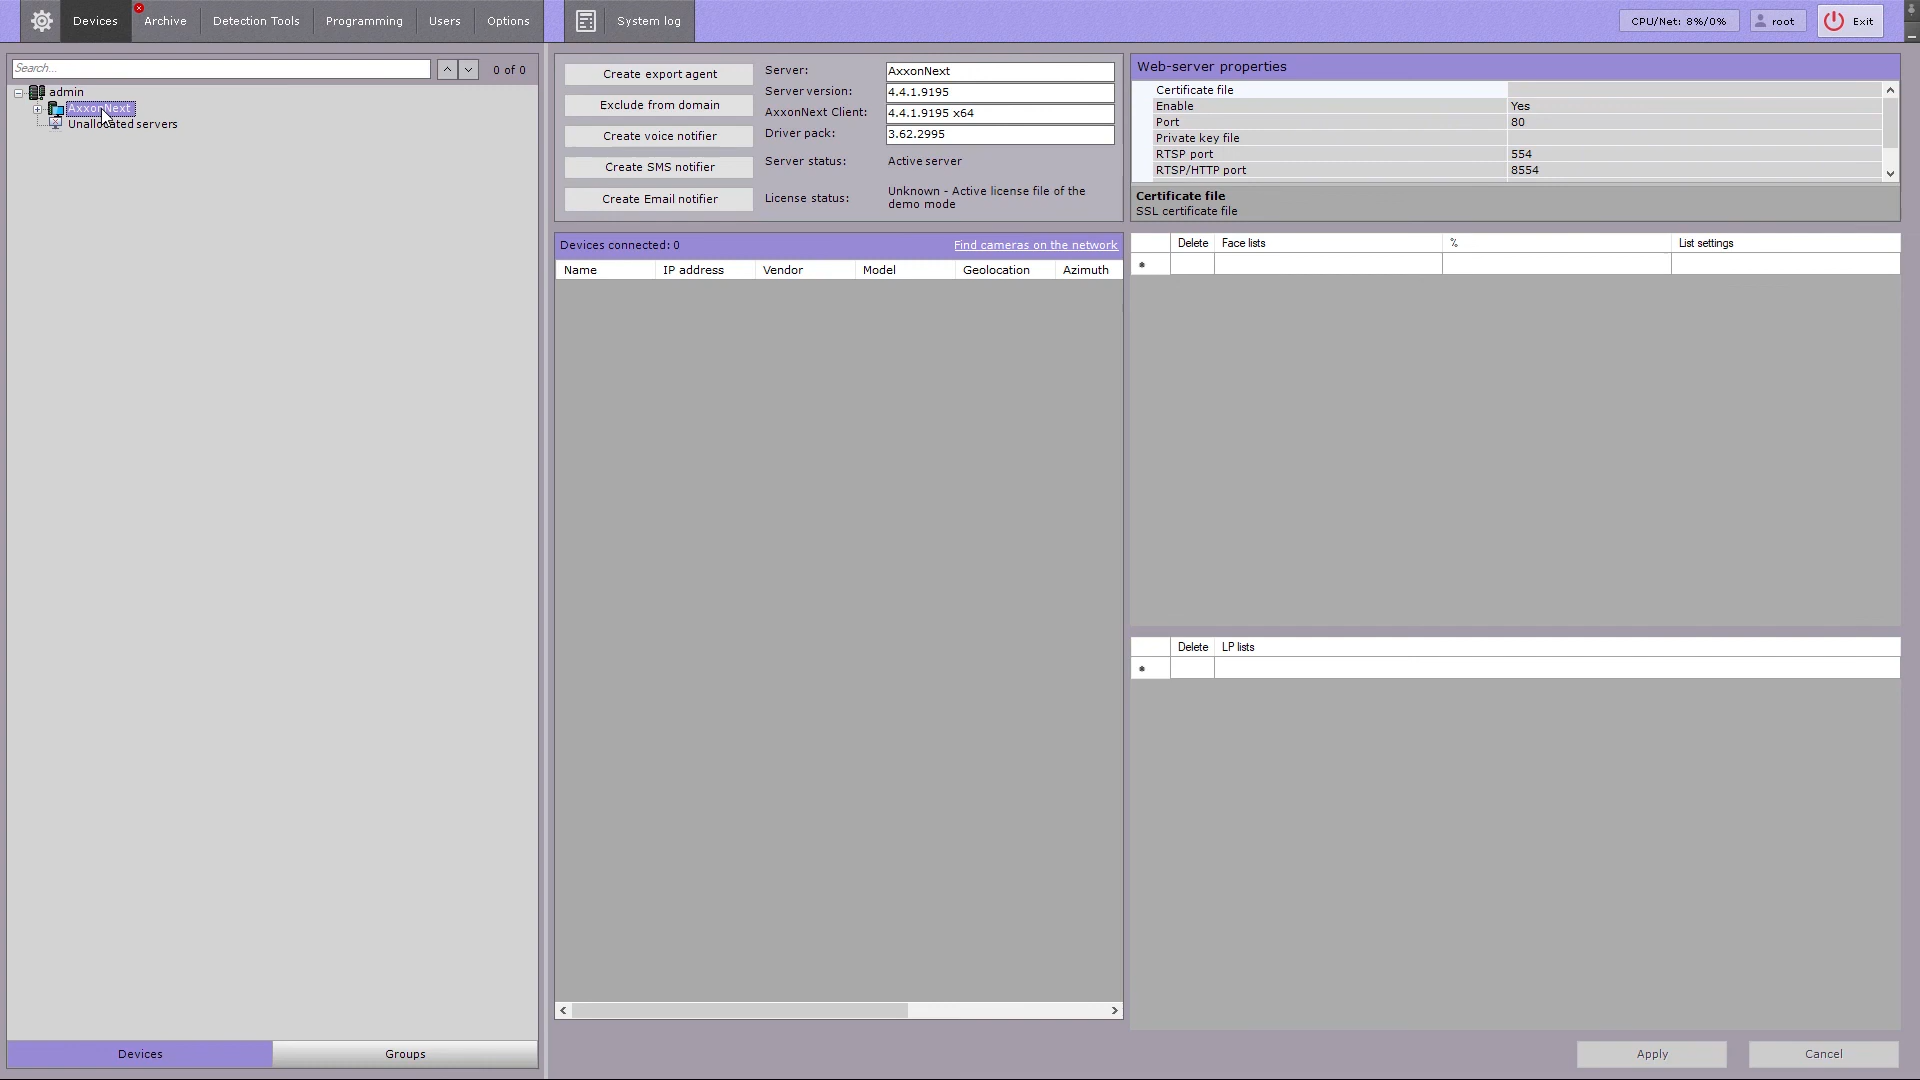 Devices
Archive
Detection Tools
Programming
Users
Options
System log
CPU/Net: 8%/0%
root
Exit
Search...
0 of 0
admin
AxxonNext
Unallocated servers
Devices
Groups
Create export agent
Exclude from domain
Create voice notifier
Create SMS notifier
Create Email notifier
Server: AxxonNext
Server version: 4.4.1.9195
AxxonNext Client: 4.4.1.9195 x64
Driver pack: 3.62.2995
Server status: Active server
License status: Unknown - Active license file of the
demo mode
Devices connected: 0 Find cameras on the network
Name IP address Vendor Model Geolocation Azimuth
Web-server properties
Certificate file
Enable Yes
Port 80
Private key file
RTSP port 554
RTSP/HTTP port 8554
Certificate file
SSL certificate file
Delete Face lists % List settings
Delete LP lists
Apply
Cancel